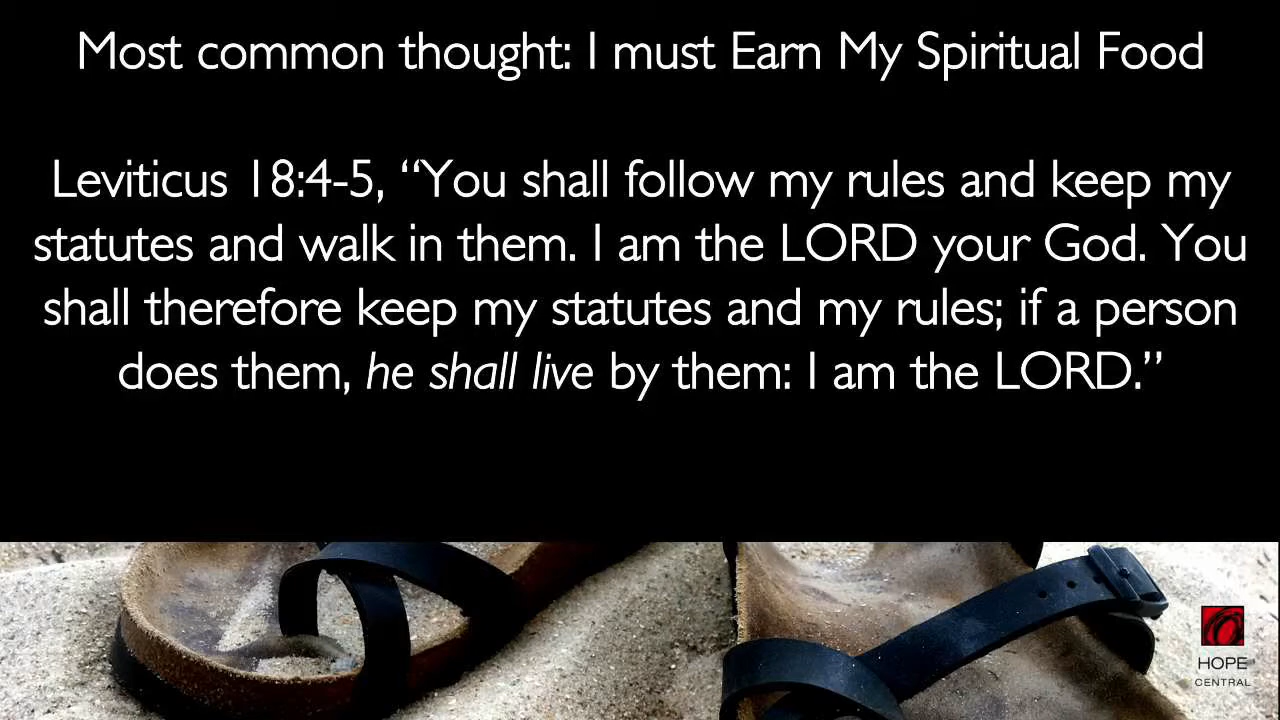 Most common thought: I must Earn My Spiritual Food
Leviticus 18:4-5, “You shall follow my rules and keep my
statutes and walk in them. I am the LORD your God. You
shall therefore keep my statutes and my rules; if a person
does them, he shall live by them: I am the LORD.”
HOPE
CENTRAL